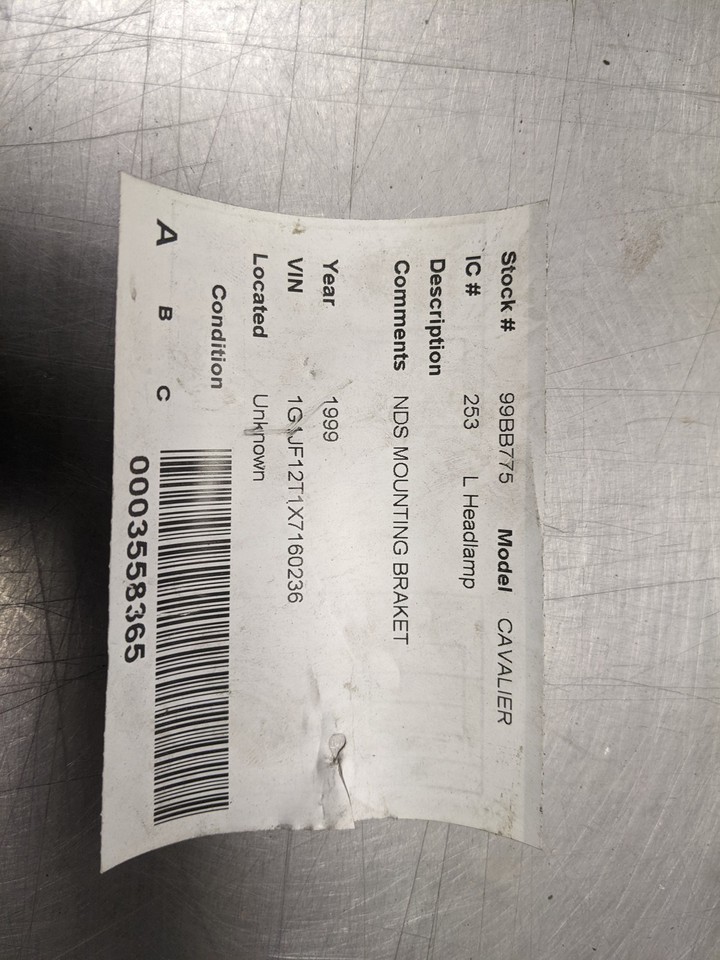 Stock # 99BB775 Model CAVALIER
IC # 253 L Headlamp
Description
Comments NDS MOUNTING BRAKET
Year 1999
VIN 1G1JF12T1X7160236
Located Unknown
Condition
A B C
0003558365